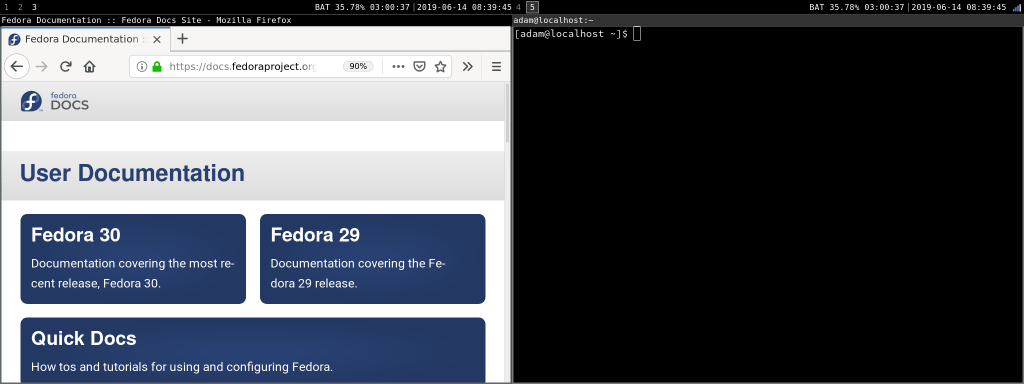 1 2 3
BAT 35.78% 03:00:37|2019-06-14 08:39:45
4 5
BAT 35.78% 03:00:37|2019-06-14 08:39:45
Fedora Documentation :: Fedora Docs Site - Mozilla Firefox
Fedora Documentation :
https://docs.fedoraproject.org
90%
fedora
DOCS
User Documentation
Fedora 30
Documentation covering the most re-
cent release, Fedora 30.
Fedora 29
Documentation covering the Fe-
dora 29 release.
Quick Docs
How tos and tutorials for using and configuring Fedora.
adam@localhost:~
[adam@localhost ~]$